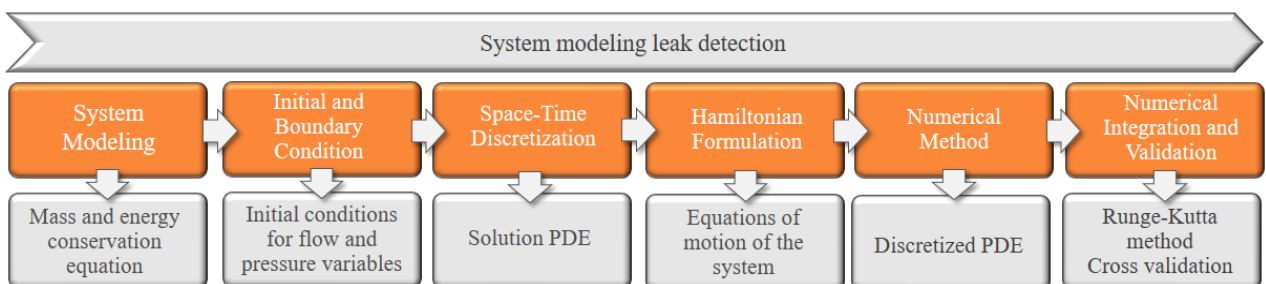 System modeling leak detection
System
Modeling
Initial and
Boundary
Condition
Space-Time
Discretization
Hamiltonian
Formulation
Numerical
Method
Numerical
Integration and
Validation
Mass and energy
conservation
equation
Initial conditions
for flow and
pressure variables
Solution PDE
Equations of
motion of the
system
Discretized PDE
Runge-Kutta
method
Cross validation